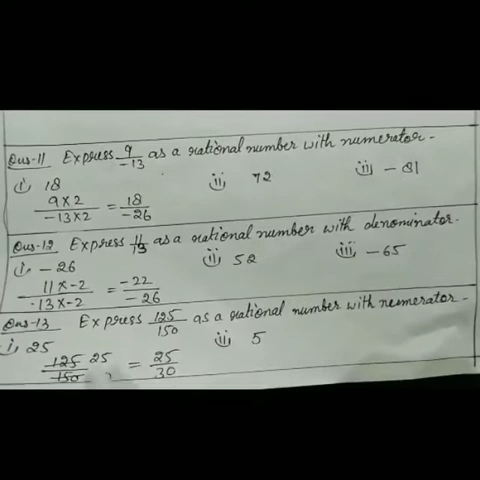 Qus-11 Express 9/-13 as a rational number with numerator -
(i) 18 (ii) 72 (iii) - 81
9 × 2 / -13 × 2 = 18 / -26
Qus-12 Express 11/13 as a rational number with denominator.
(i) - 26 (ii) 52 (iii) - 65
11 × -2 / -13 × -2 = -22 / -26
Qus-13 Express 125/150 as a rational number with numerator -
(i) 25 (ii) 5
125 25 / 150 = 25 / 30